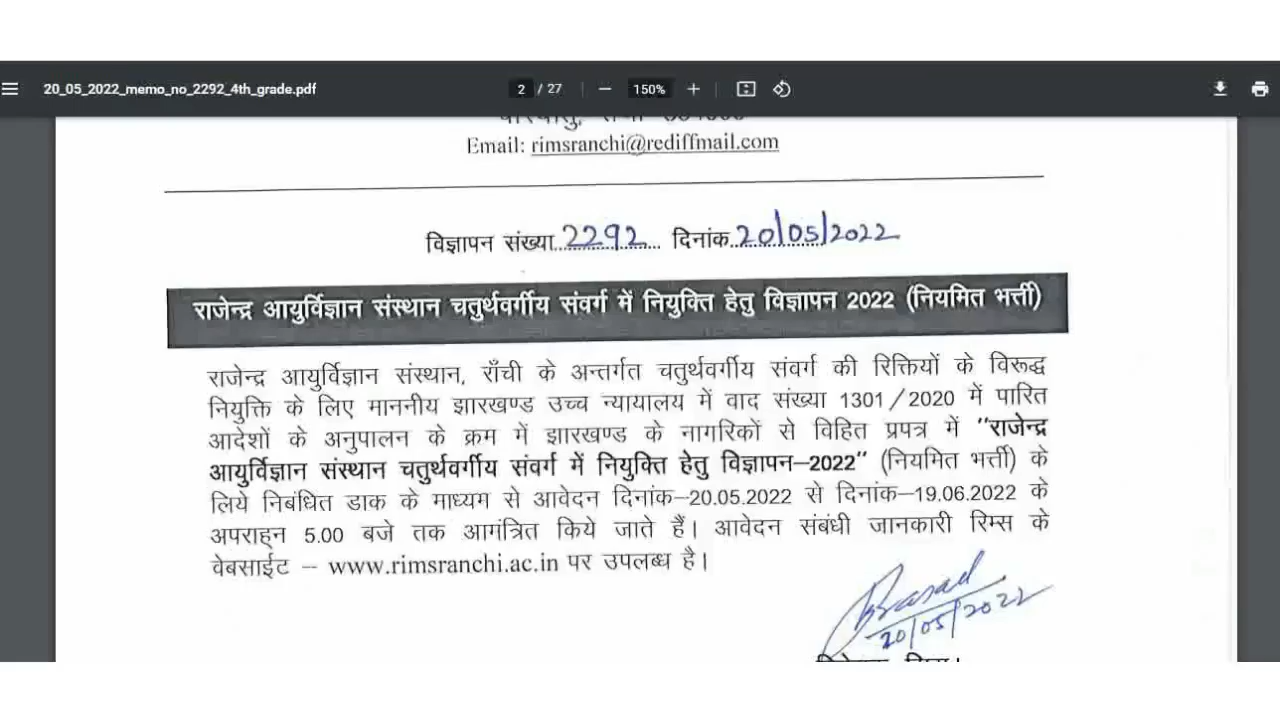 20_05_2022_memo_no_2292_4th_grade.pdf
2 / 27
150%
Email: rimsranchi@rediffmail.com
विज्ञापन संख्या 2292 दिनांक 20/05/2022
राजेन्द्र आयुर्विज्ञान संस्थान चतुर्थवर्गीय संवर्ग में नियुक्ति हेतु विज्ञापन 2022 (नियमित भर्त्ती)
राजेन्द्र आयुर्विज्ञान संस्थान, राँची के अन्तर्गत चतुर्थवर्गीय संवर्ग की रिक्तियों के विरूद्ध
नियुक्ति के लिए माननीय झारखण्ड उच्च न्यायालय में वाद संख्या 1301/2020 में पारित
आदेशों के अनुपालन के क्रम में झारखण्ड के नागरिकों से विहित प्रपत्र में "राजेन्द्र
आयुर्विज्ञान संस्थान चतुर्थवर्गीय संवर्ग में नियुक्ति हेतु विज्ञापन–2022" (नियमित भर्त्ती) के
लिये निबंधित डाक के माध्यम से आवेदन दिनांक–20.05.2022 से दिनांक–19.06.2022 के
अपराह्न 5.00 बजे तक आगंत्रित किये जाते हैं। आवेदन संबंधी जानकारी रिम्स के
वेबसाईट – www.rimsranchi.ac.in पर उपलब्ध है।
Prasad
20/05/2022